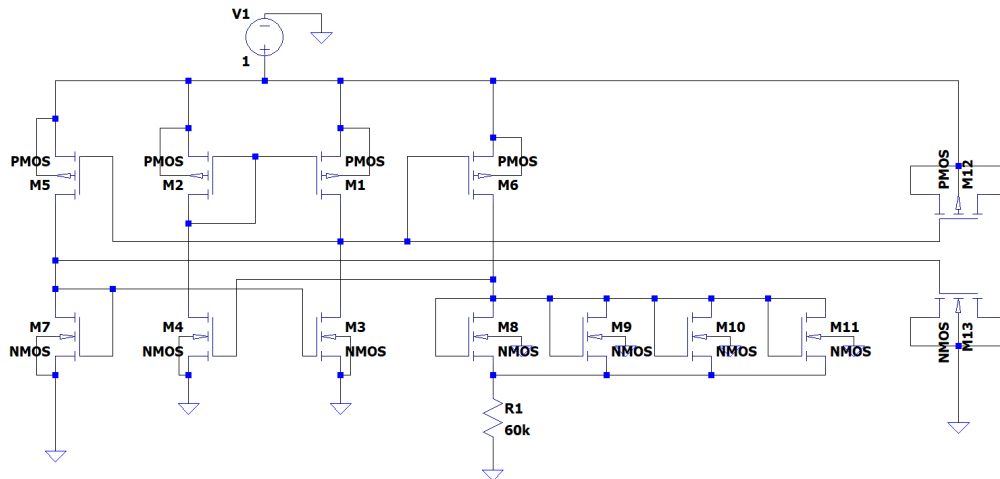 V1
1
PMOS
M5
PMOS
M2
PMOS
M1
PMOS
M6
PMOS
M12
M7
NMOS
M4
NMOS
M3
NMOS
M8
NMOS
M9
NMOS
M10
NMOS
M11
NMOS
NMOS
M13
R1
60k